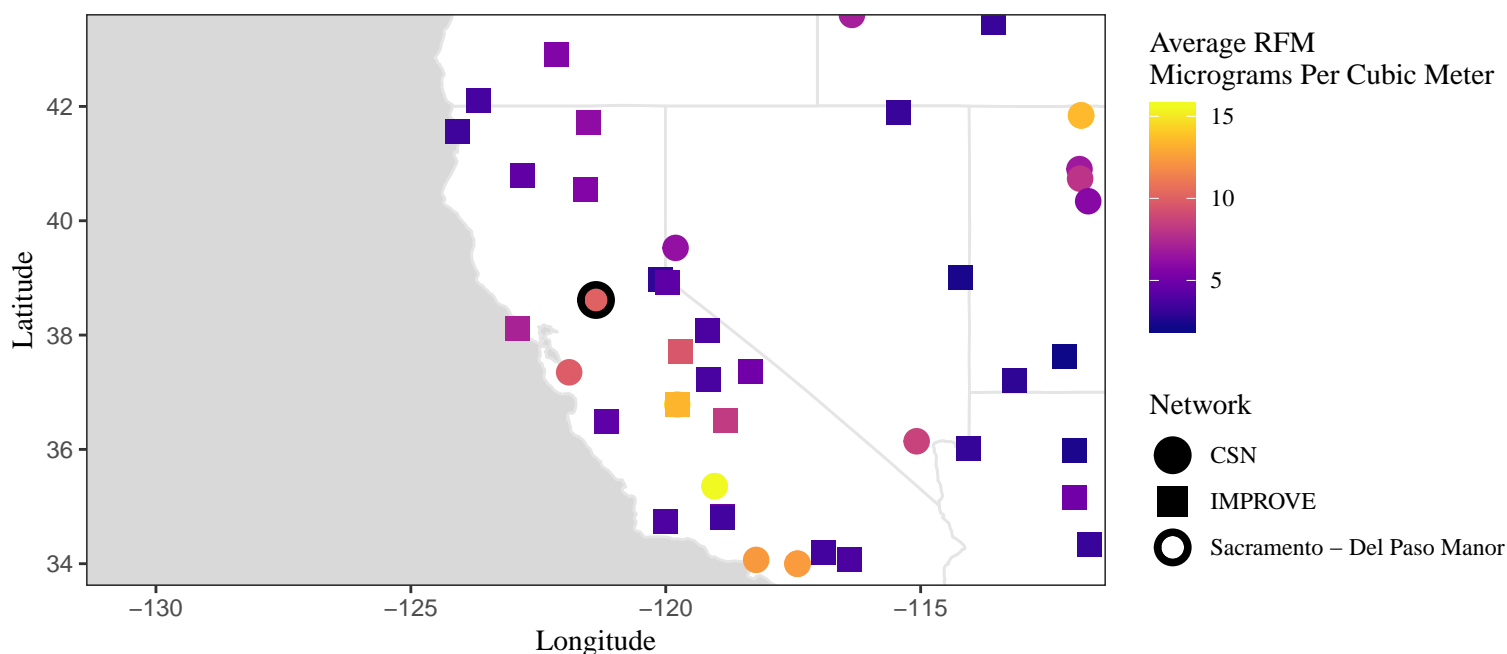 Average RFM
Micrograms Per Cubic Meter
15
10
5
Network
CSN
IMPROVE
Sacramento – Del Paso Manor
Latitude
42
40
38
36
34
−130
−125
−120
−115
Longitude